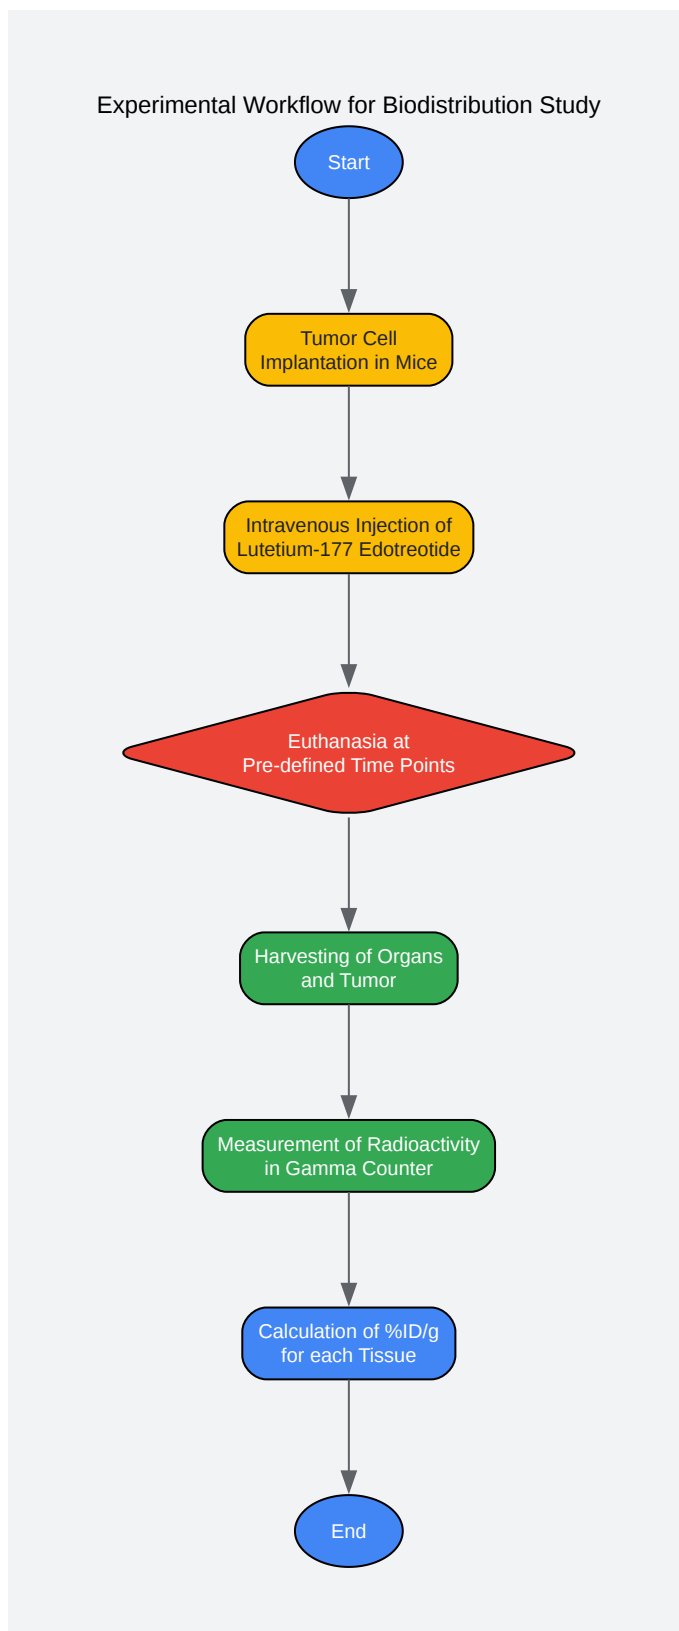 Experimental Workflow for Biodistribution Study
Start
Tumor Cell
Implantation in Mice
Intravenous Injection of
Lutetium-177 Edotreotide
Euthanasia at
Pre-defined Time Points
Harvesting of Organs
and Tumor
Measurement of Radioactivity
in Gamma Counter
Calculation of %ID/g
for each Tissue
End